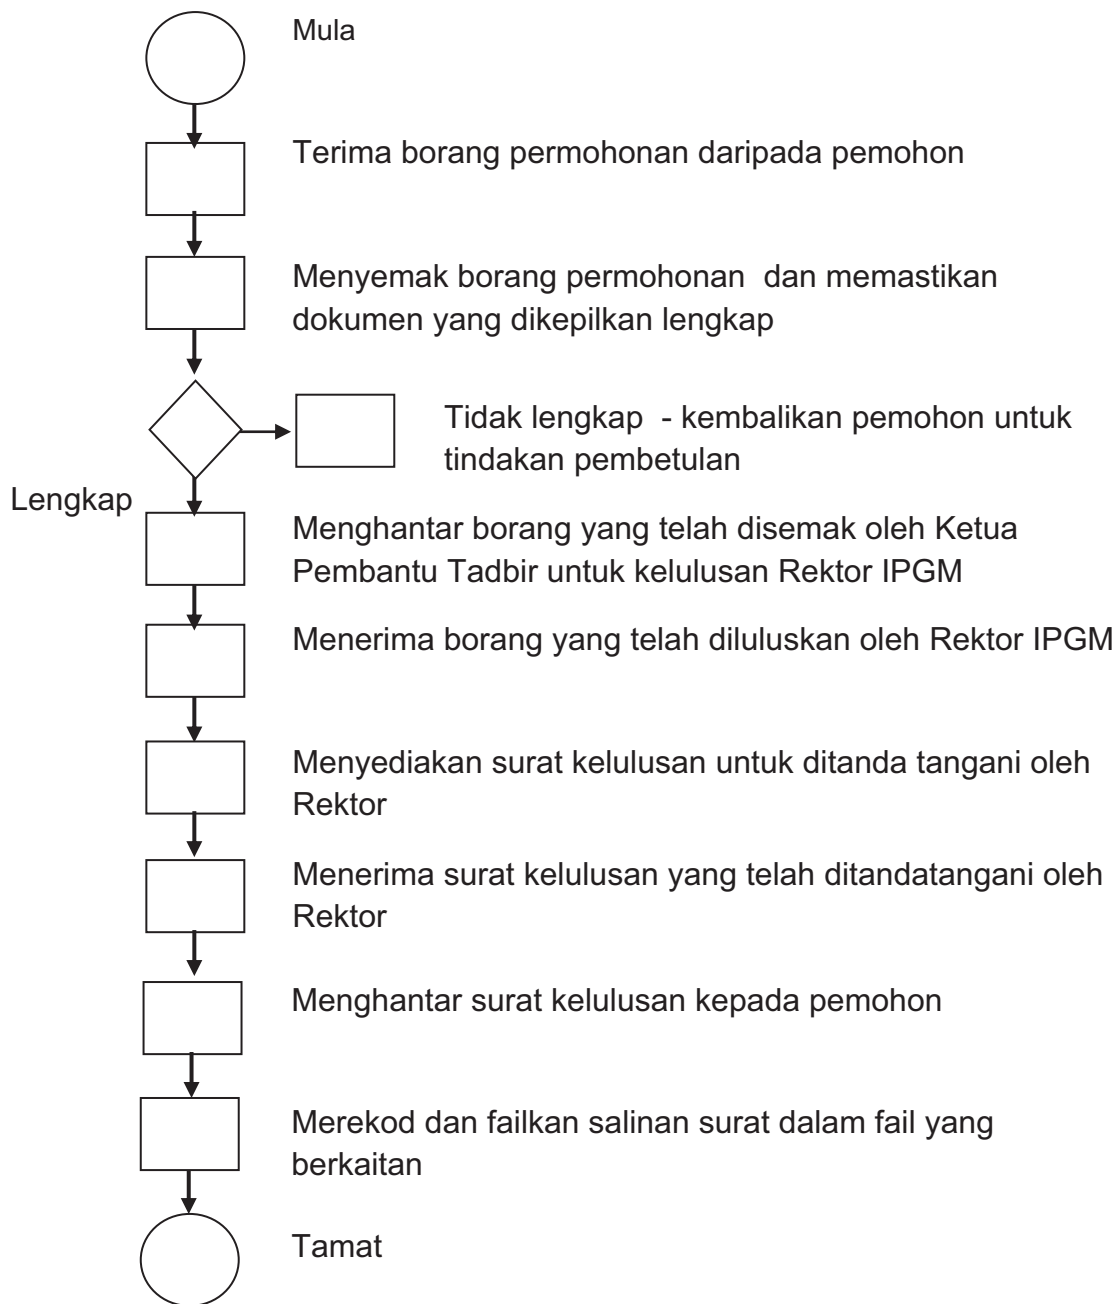 Mula
Terima borang permohonan daripada pemohon
Menyemak borang permohonan  dan memastikan
dokumen yang dikepilkan lengkap
Tidak lengkap  - kembalikan pemohon untuk
tindakan pembetulan
Lengkap
Menghantar borang yang telah disemak oleh Ketua
Pembantu Tadbir untuk kelulusan Rektor IPGM
Menerima borang yang telah diluluskan oleh Rektor IPGM
Menyediakan surat kelulusan untuk ditanda tangani oleh
Rektor
Menerima surat kelulusan yang telah ditandatangani oleh
Rektor
Menghantar surat kelulusan kepada pemohon
Merekod dan failkan salinan surat dalam fail yang
berkaitan
Tamat